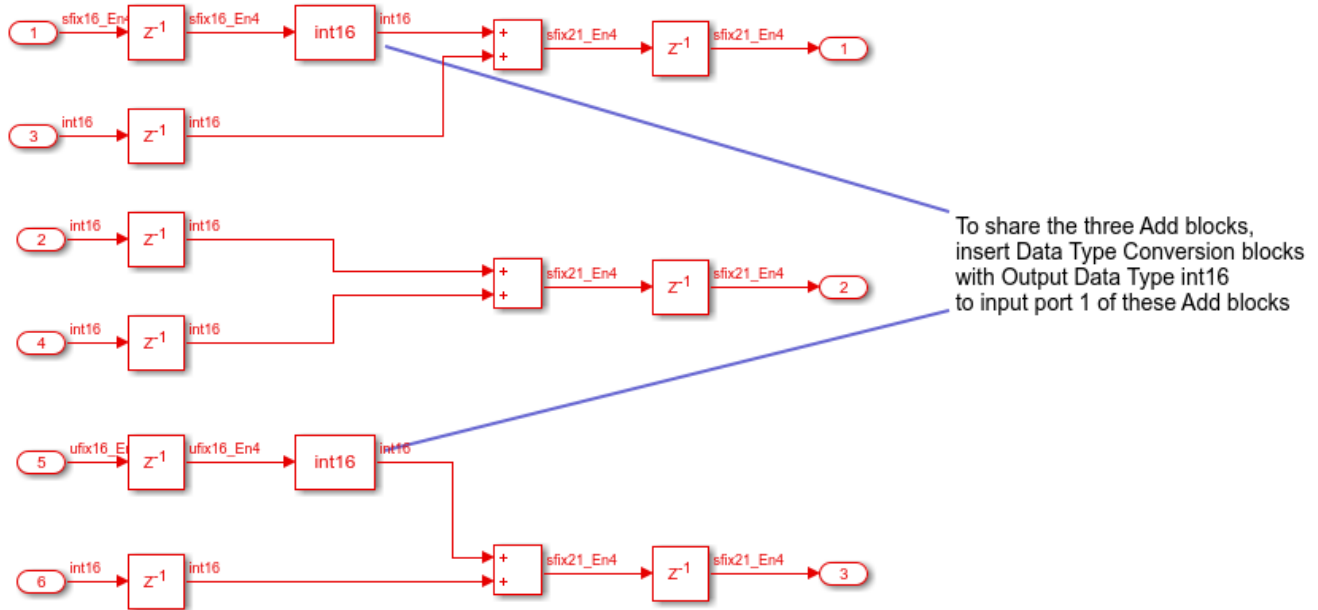 sfix16_En4 sfix16_En4 int16
1 z-1 int16 + + sfix21_En4 z-1 sfix21_En4 1
int16 int16
3 z-1
To share the three Add blocks,
insert Data Type Conversion blocks
with Output Data Type int16
to input port 1 of these Add blocks
int16 int16
2 z-1
+ + sfix21_En4 z-1 sfix21_En4 2
int16 int16
4 z-1
ufix16_En ufix16_En4 int16
5 z-1 int16
+ + sfix21_En4 z-1 sfix21_En4 3
int16 int16
6 z-1